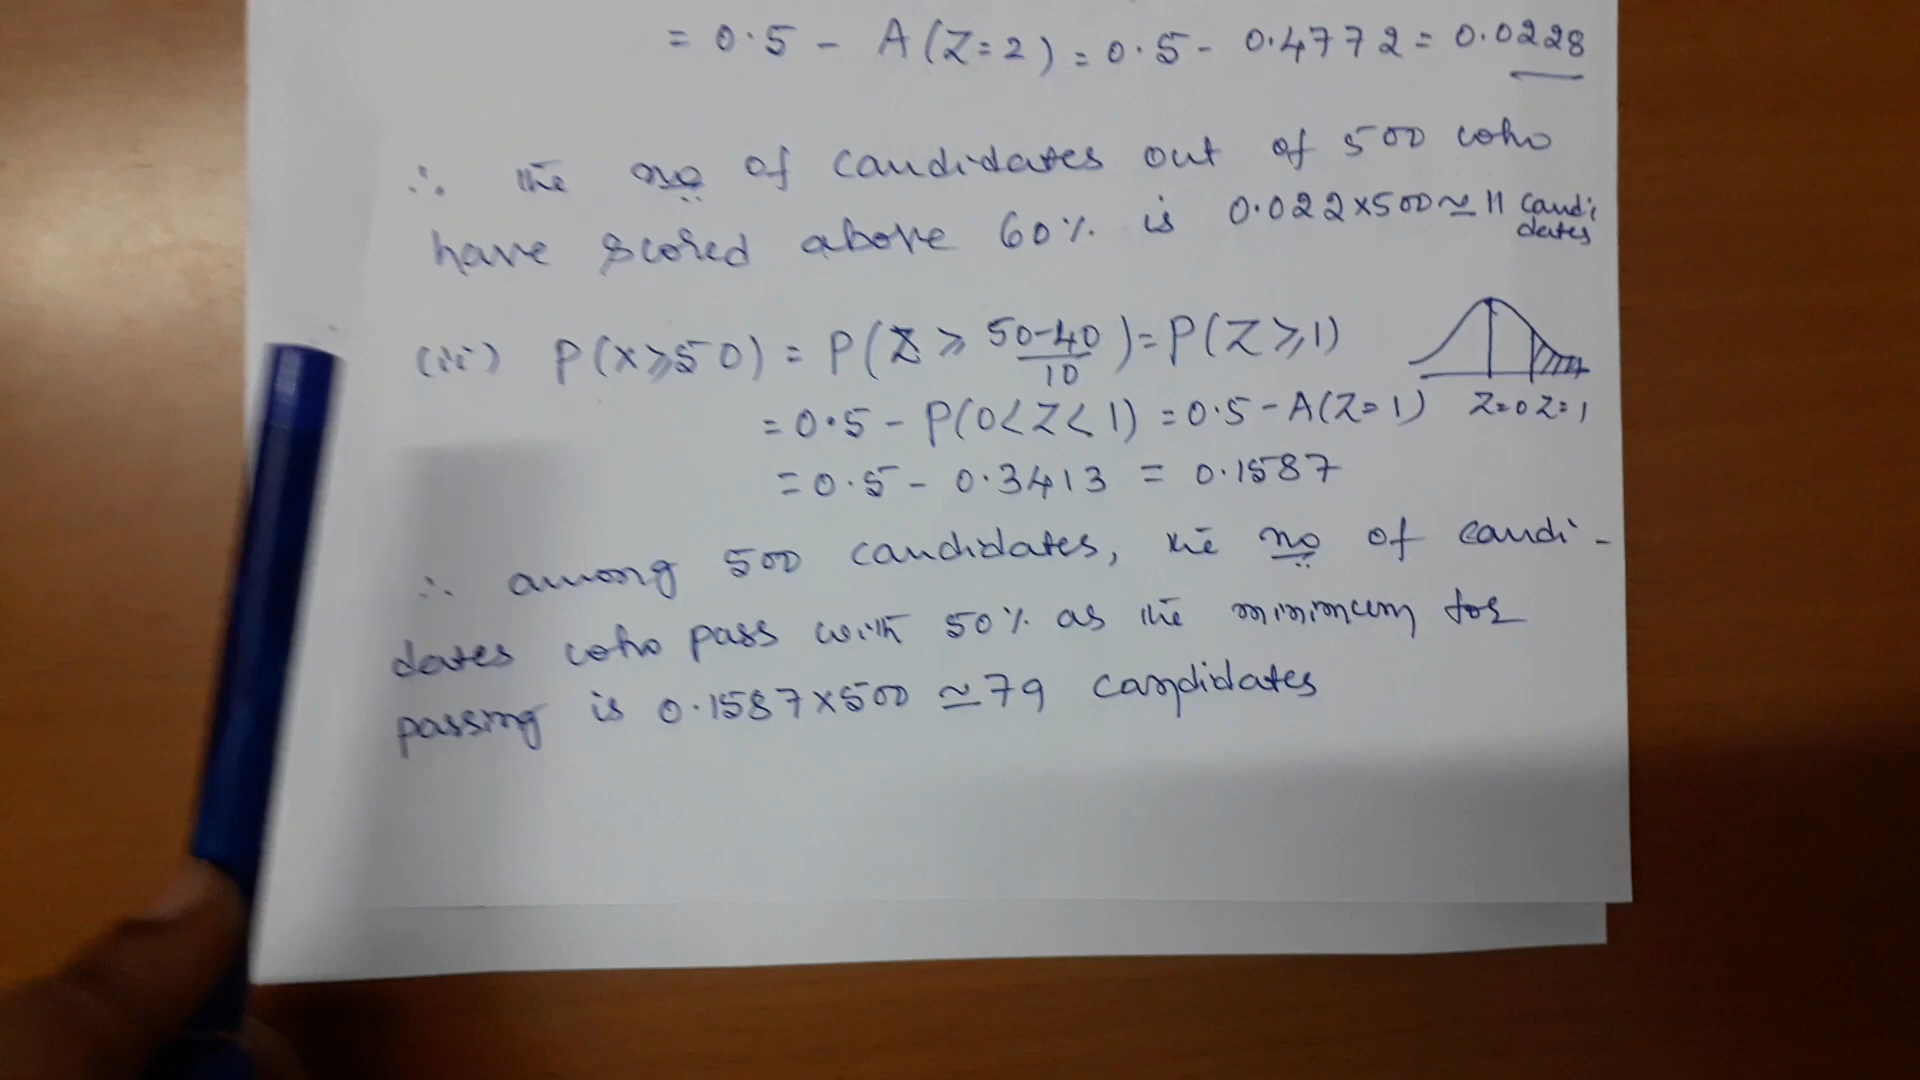 = 0.5 - A(Z=2) = 0.5 - 0.4772 = 0.0228
∴ the no of candidates out of 500 who
have scored above 60% is 0.022×500 ≃ 11 candi
dates
(ii) P(X⩾50) = P(Z ⩾ 50-40/10) = P(Z⩾1)
= 0.5 - P(0<Z<1) = 0.5 - A(Z=1) Z=0 Z=1
= 0.5 - 0.3413 = 0.1587
∴ among 500 candidates, the no of candi-
dates who pass with 50% as the minimum for
passing is 0.1587×500 ≃ 79 candidates